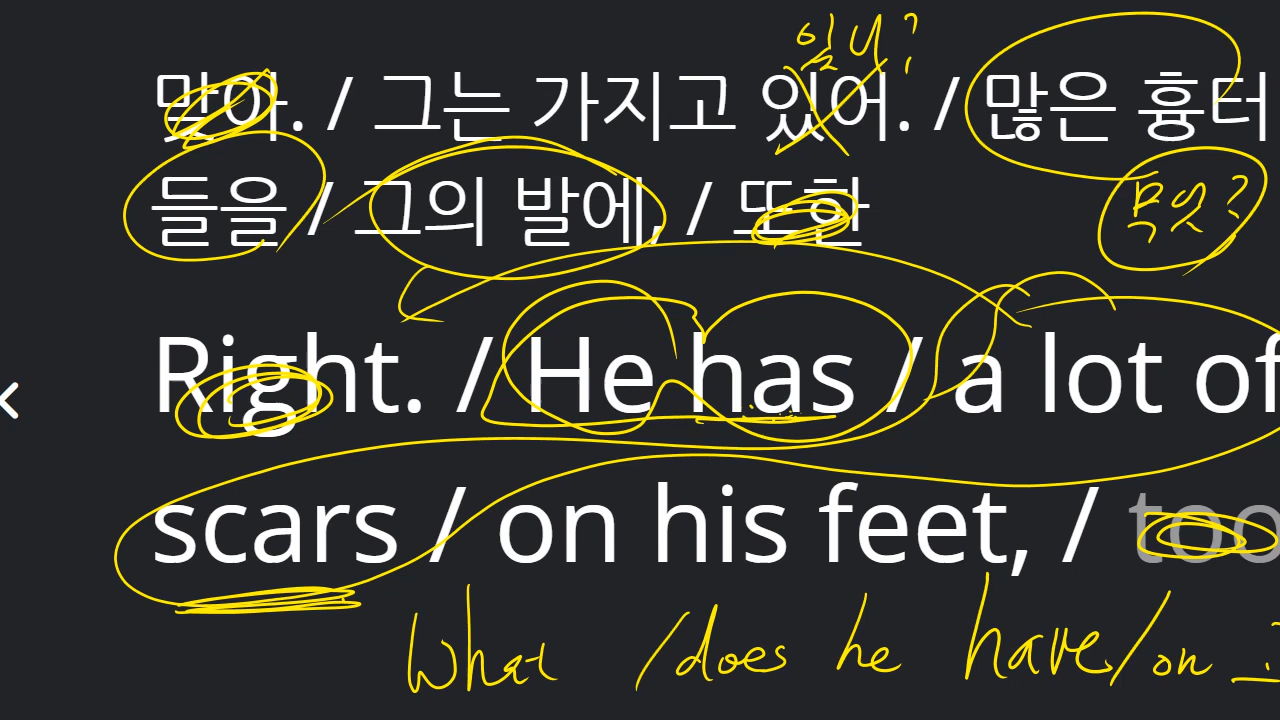 있니?
맞아. / 그는 가지고 있어. / 많은 흉터
들을 / 그의 발에, / 또한
무엇?
Right. / He has / a lot of
scars / on his feet, / too
What / does he have / on